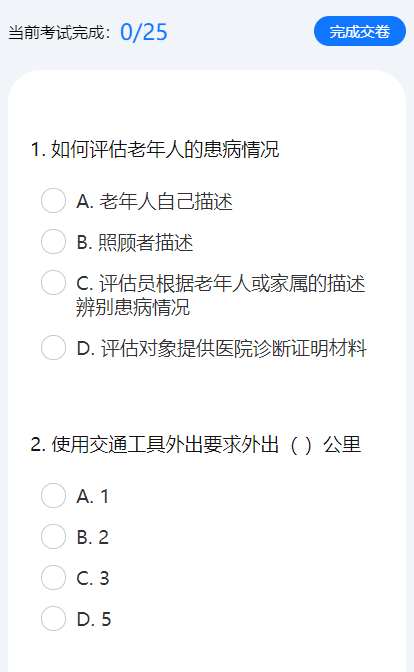 当前考试完成：0/25
完成交卷
1. 如何评估老年人的患病情况
A. 老年人自己描述
B. 照顾者描述
C. 评估员根据老年人或家属的描述
辨别患病情况
D. 评估对象提供医院诊断证明材料
2. 使用交通工具外出要求外出（ ）公里
A. 1
B. 2
C. 3
D. 5